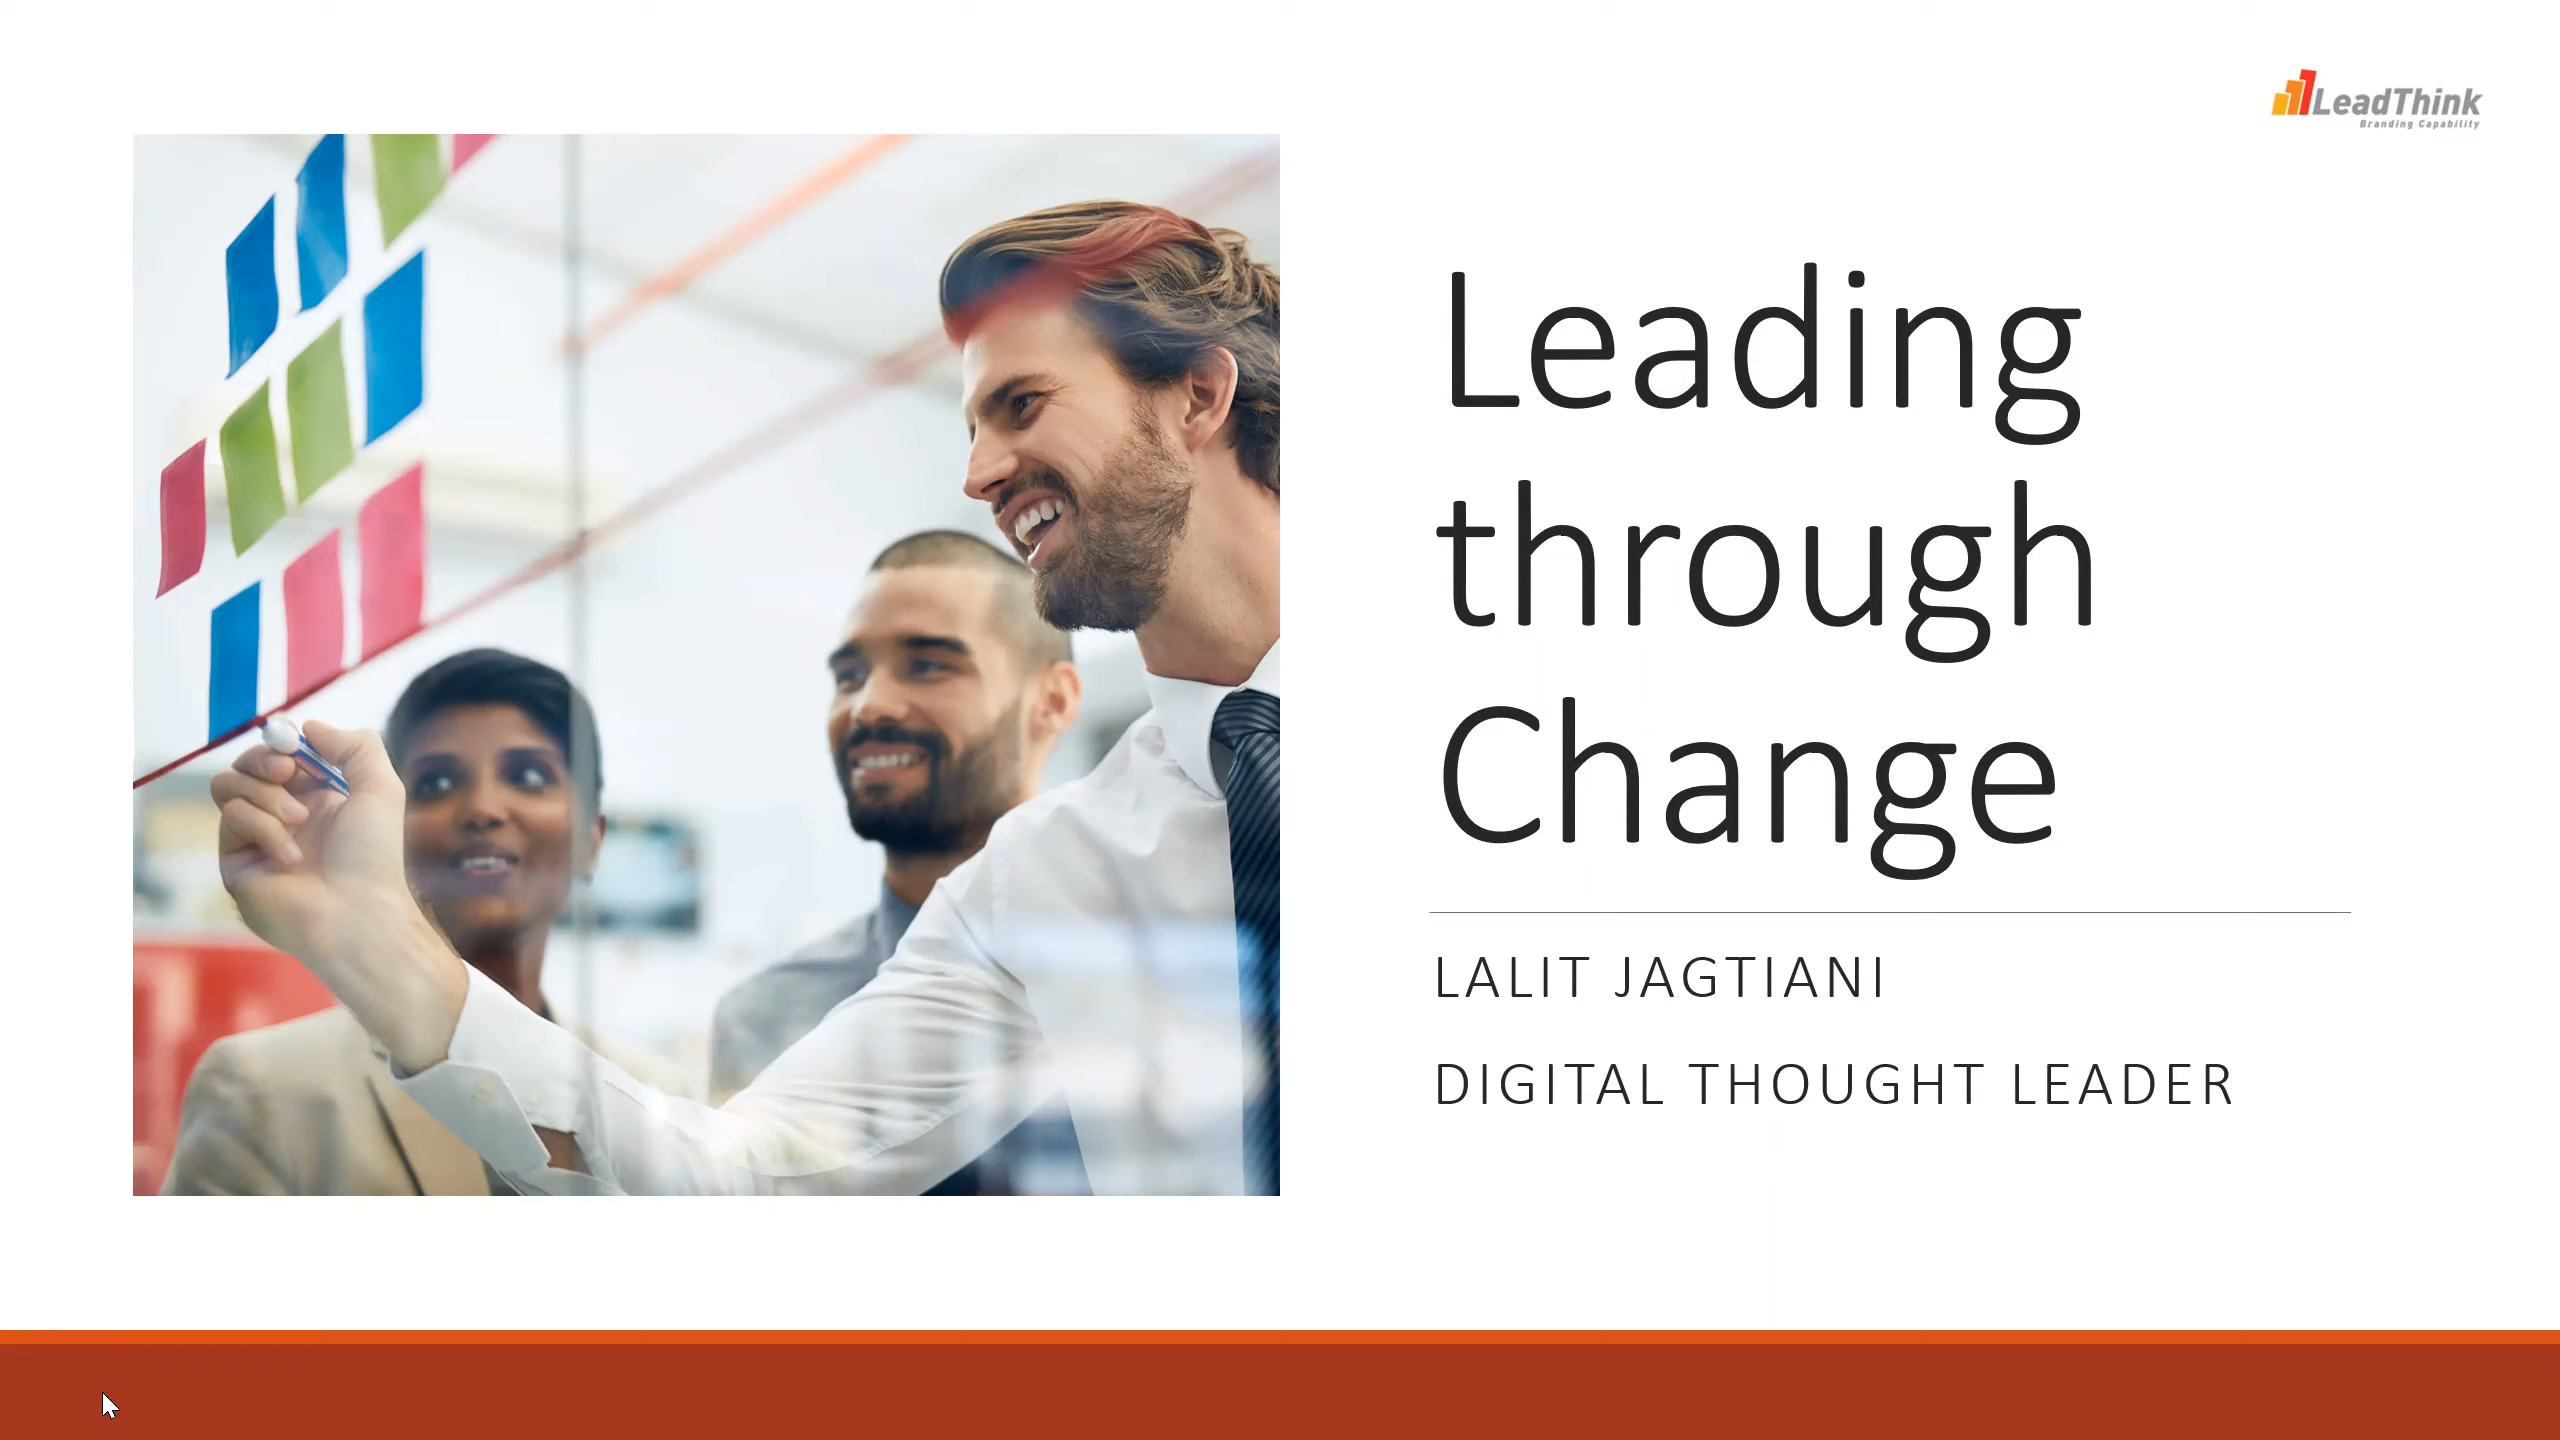 LeadThink
Branding Capability
Leading
through
Change
LALIT JAGTIANI
DIGITAL THOUGHT LEADER